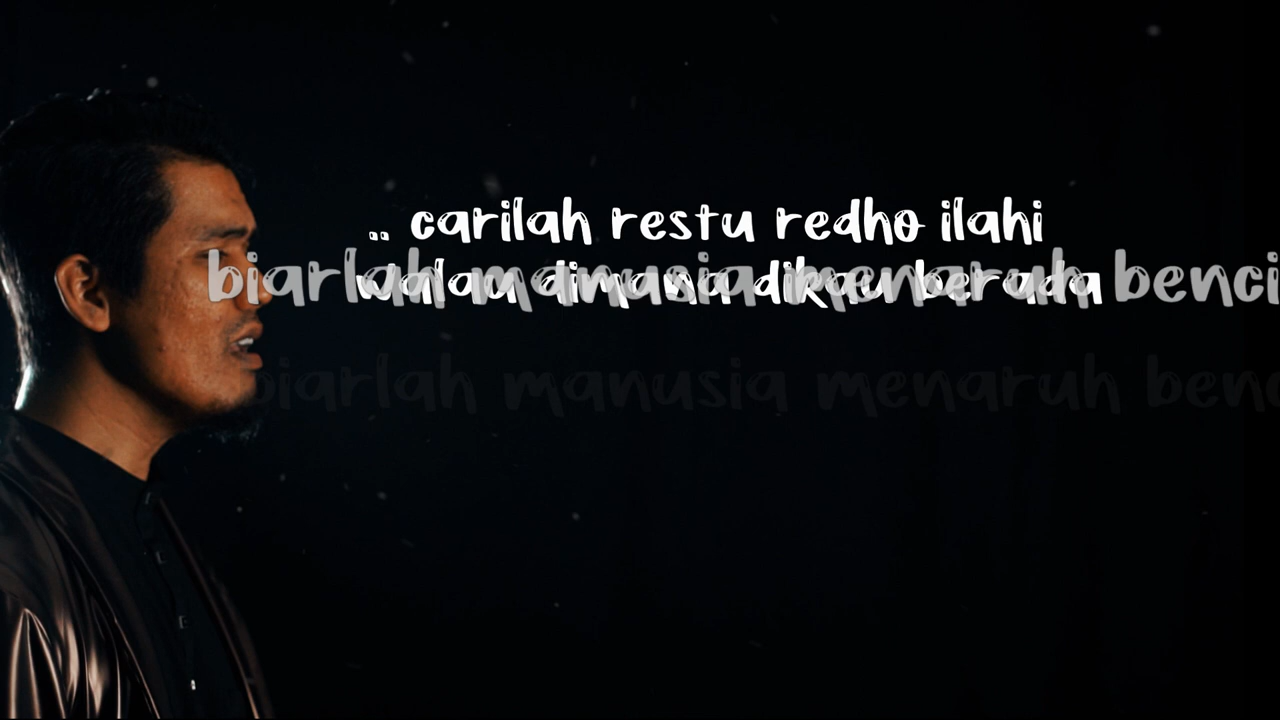 .. carilah restu redho ilahi
walau dimana dikau berada
biarlah manusia menaruh benci
biarlah manusia menaruh benc